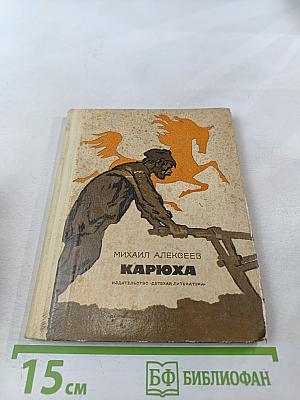 МИХАИЛ АЛЕКСЕЕВ
КАРЮХА
ИЗДАТЕЛЬСТВО «ДЕТСКАЯ ЛИТЕРАТУРА»
15 см
БФ БИБЛИОФАН